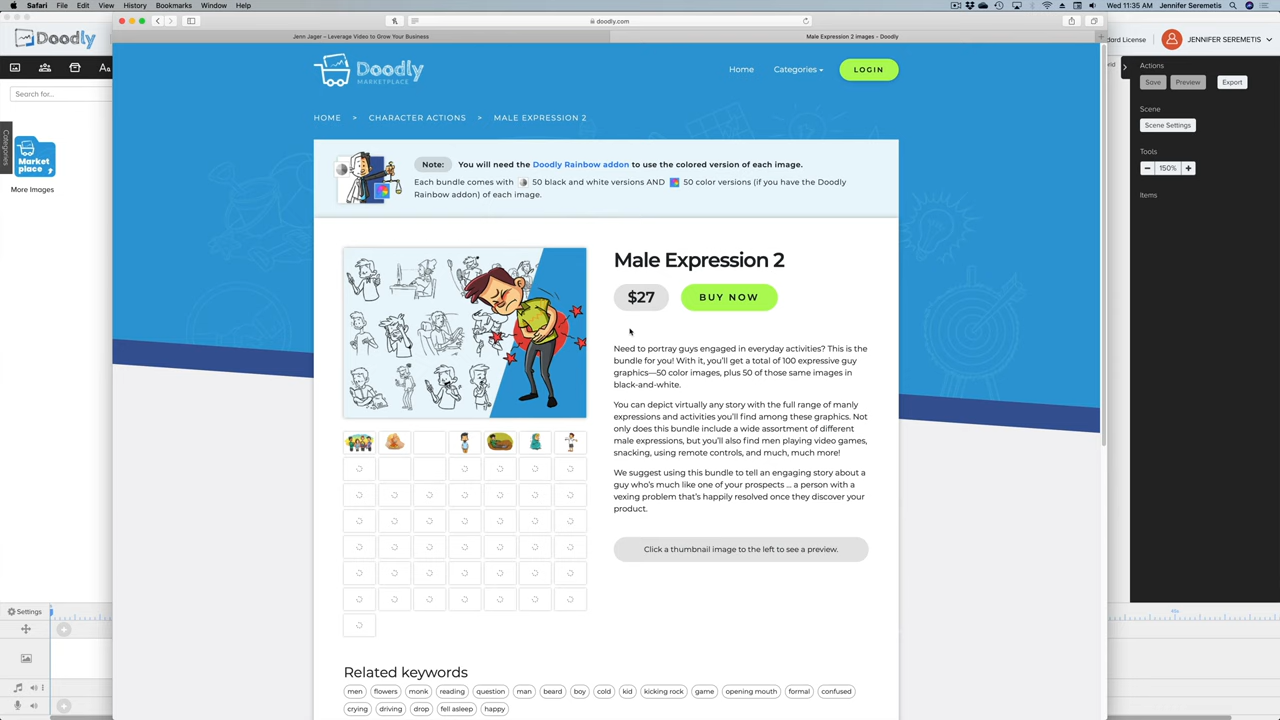 Safari File Edit View History Bookmarks Window Help
Wed 11:35 AM Jennifer Seremetis
doodly.com
Jenn Jager – Leverage Video to Grow Your Business
Male Expression 2 images - Doodly
Doodly
dard License
JENNIFER SEREMETIS
Search for...
Categories
Market place
More Images
Doodly
MARKETPLACE
Home
Categories
LOGIN
HOME > CHARACTER ACTIONS > MALE EXPRESSION 2
Note: You will need the Doodly Rainbow addon to use the colored version of each image.
Each bundle comes with 50 black and white versions AND 50 color versions (if you have the Doodly
Rainbow addon) of each image.
Male Expression 2
$27
BUY NOW
Need to portray guys engaged in everyday activities? This is the
bundle for you! With it, you'll get a total of 100 expressive guy
graphics—50 color images, plus 50 of those same images in
black-and-white.
You can depict virtually any story with the full range of manly
expressions and activities you'll find among these graphics. Not
only does this bundle include a wide assortment of different
male expressions, but you'll also find men playing video games,
snacking, using remote controls, and much, much more!
We suggest using this bundle to tell an engaging story about a
guy who's much like one of your prospects ... a person with a
vexing problem that's happily resolved once they discover your
product.
Click a thumbnail image to the left to see a preview.
Related keywords
men flowers monk reading question man beard boy cold kid kicking rock game opening mouth formal confused
crying driving drop fell asleep happy
Actions
Save Preview Export
Scene
Scene Settings
Tools
150%
Items
Settings